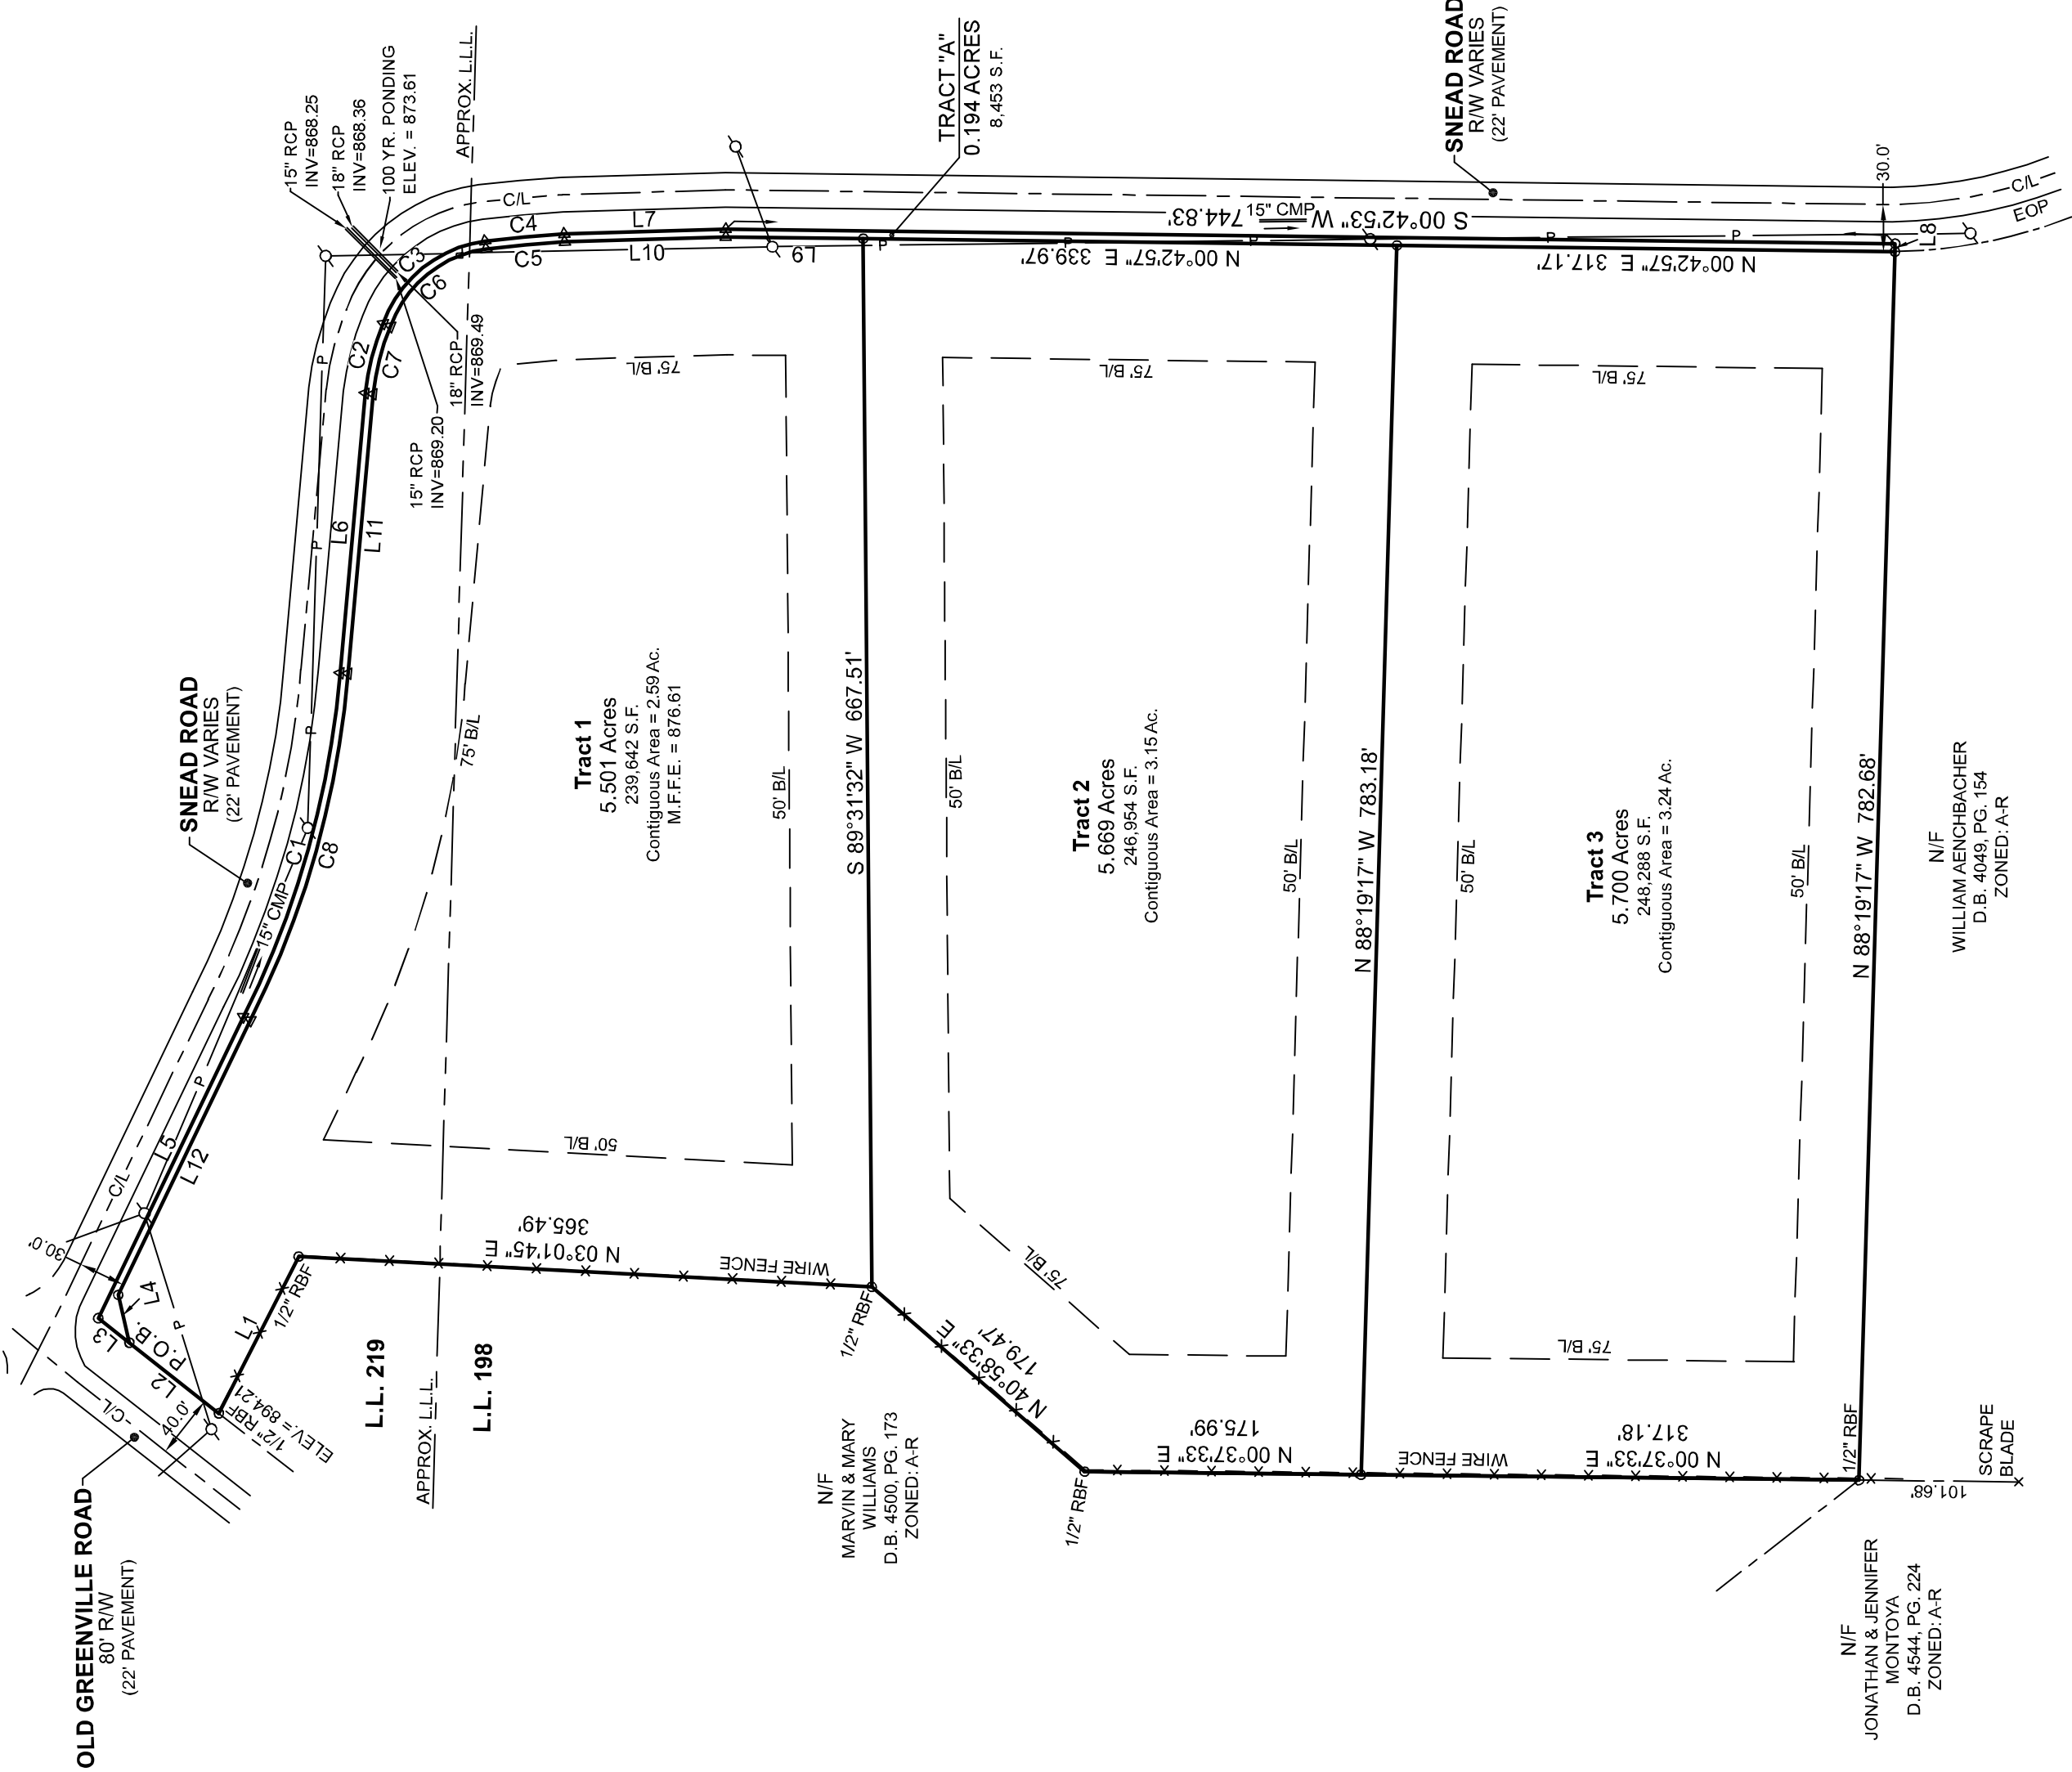 15" RCP
INV=868.25
18" RCP
INV=868.36
100 YR. PONDING
ELEV. = 873.61
APPROX. L.L.L.
TRACT "A"
0.194 ACRES
8,453 S.F.
SNEAD ROAD
R/W VARIES
(22' PAVEMENT)
30.0'
C/L
EOP
L8
C/L
C4
L7
C5
L10
L9
C3
C6
C2
C7
P
P
P
P
P
P
S 00°42'53" W 744.83'
15" CMP
N 00°42'57" E 339.97'
N 00°42'57" E 317.17'
18" RCP
INV=869.49
15" RCP
INV=869.20
75' B/L
75' B/L
75' B/L
L6
L11
P
P
SNEAD ROAD
R/W VARIES
(22' PAVEMENT)
75' B/L
Tract 1
5.501 Acres
239,642 S.F.
Contiguous Area = 2.59 Ac.
M.F.F.E. = 876.61
50' B/L
S 89°31'32" W 667.51'
50' B/L
Tract 2
5.669 Acres
246,954 S.F.
Contiguous Area = 3.15 Ac.
50' B/L
N 88°19'17" W 783.18'
50' B/L
Tract 3
5.700 Acres
248,288 S.F.
Contiguous Area = 3.24 Ac.
50' B/L
N 88°19'17" W 782.68'
N/F
WILLIAM AENCHBACHER
D.B. 4049, PG. 154
ZONED: A-R
C1
C8
15" CMP
P
L5
L12
C/L
30.0'
L4
L3
P.O.B.
P
L2
L1
1/2" RBF
C/L
40.0'
1/2" RBF
ELEV.= 894.21
50' B/L
N 03°01'45" E
365.49'
WIRE FENCE
1/2" RBF
75' B/L
N 40°58'33" E
179.47'
75' B/L
L.L. 219
APPROX. L.L.L.
L.L. 198
OLD GREENVILLE ROAD
80' R/W
(22' PAVEMENT)
N/F
MARVIN & MARY
WILLIAMS
D.B. 4500, PG. 173
ZONED: A-R
1/2" RBF
N 00°37'33" E
175.99'
WIRE FENCE
N 00°37'33" E
317.18'
1/2" RBF
SCRAPE
BLADE
101.68'
N/F
JONATHAN & JENNIFER
MONTOYA
D.B. 4544, PG. 224
ZONED: A-R